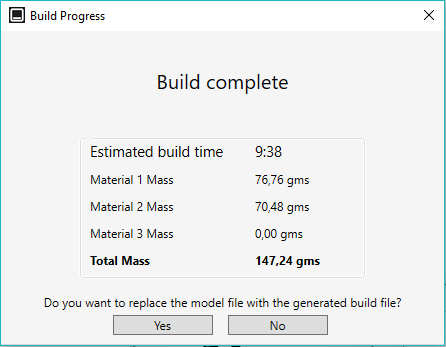 Build Progress
Build complete
Estimated build time 9:38
Material 1 Mass 76,76 gms
Material 2 Mass 70,48 gms
Material 3 Mass 0,00 gms
Total Mass 147,24 gms
Do you want to replace the model file with the generated build file?
Yes No